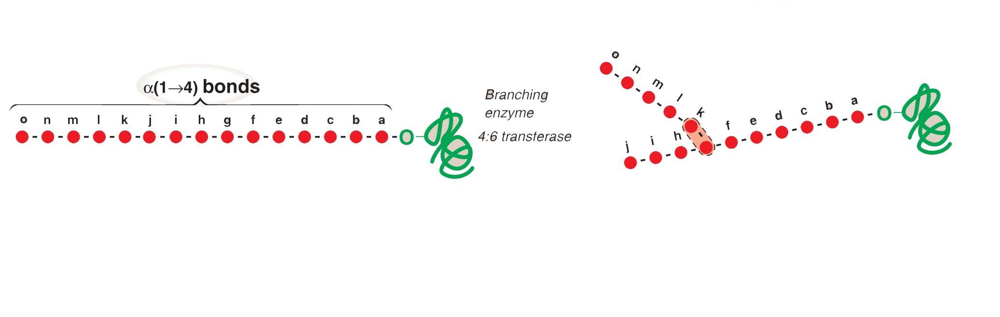 α(1→4) bonds
o n m l k j i h g f e d c b a
Branching
enzyme
4:6 transferase
o
n
m
l
k
j i h f e d c b a